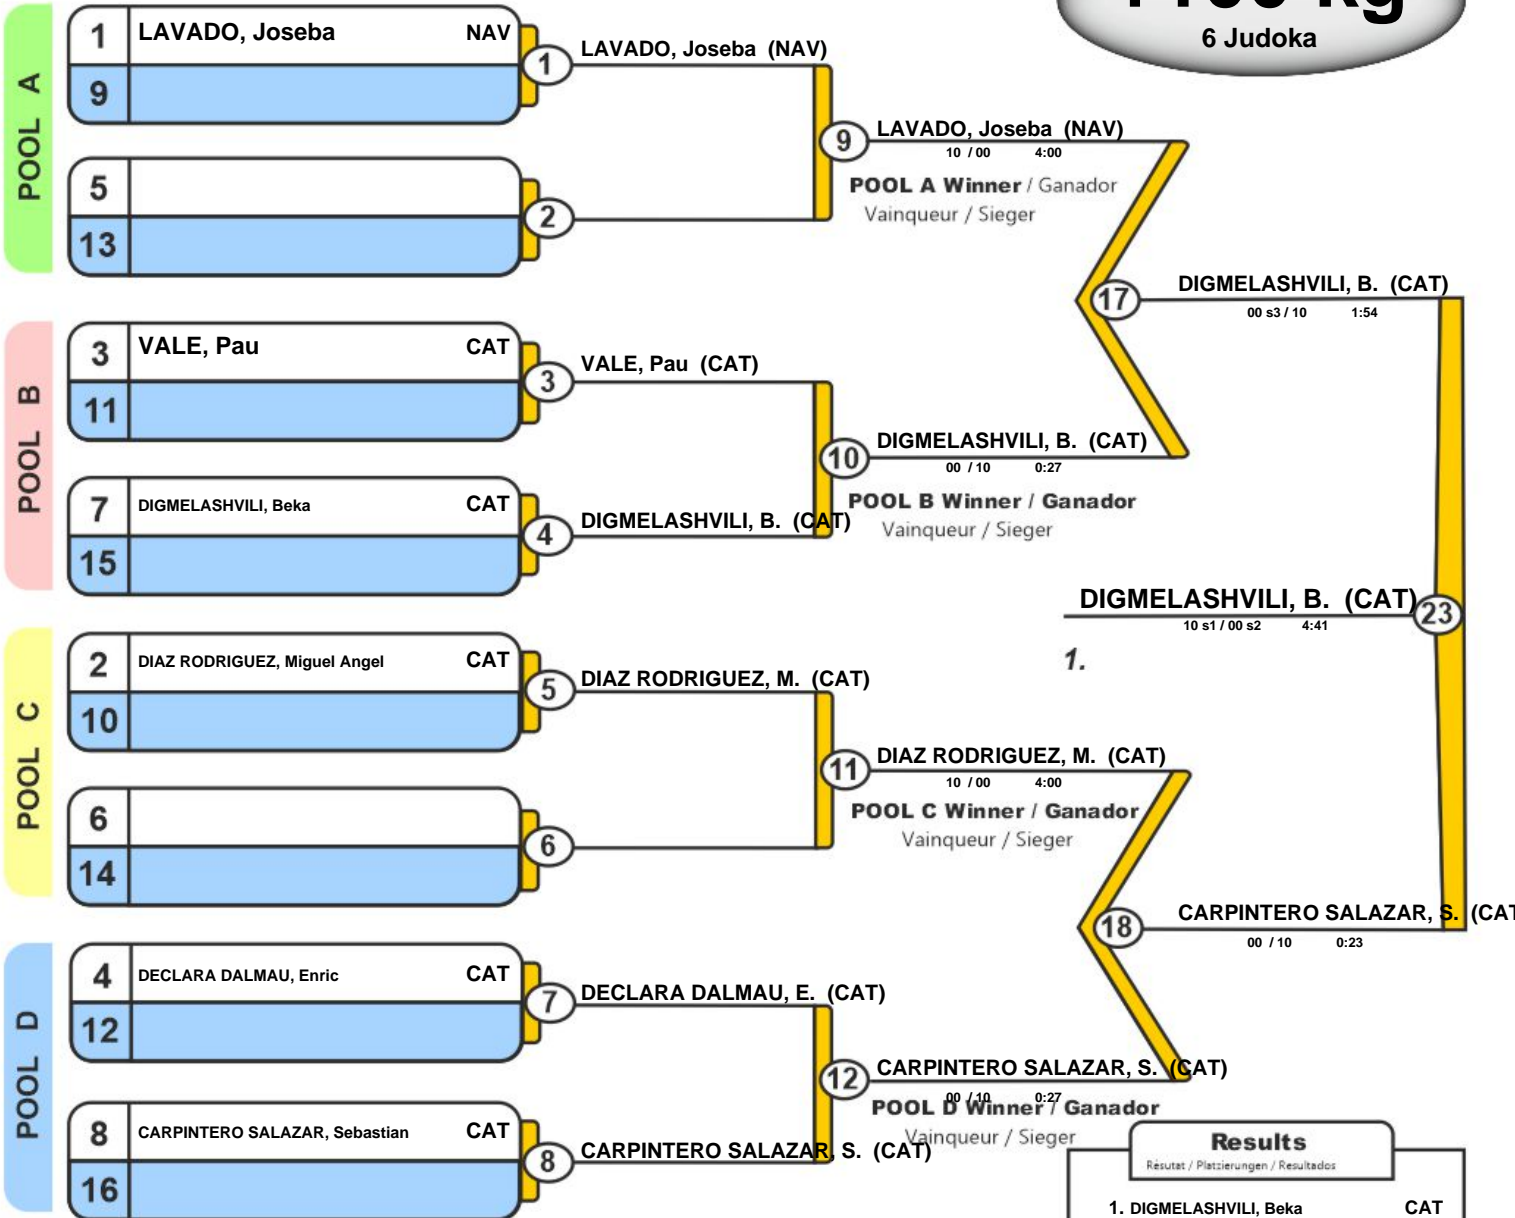 6 Judoka
POOL A
1 LAVADO, Joseba NAV
9
5
13
1 LAVADO, Joseba (NAV)
2
9 LAVADO, Joseba (NAV)
10 / 00 4:00
POOL A Winner / Ganador
Vainqueur / Sieger
POOL B
3 VALE, Pau CAT
11
7 DIGMELASHVILI, Beka CAT
15
3 VALE, Pau (CAT)
4 DIGMELASHVILI, B. (CAT)
10 DIGMELASHVILI, B. (CAT)
00 / 10 0:27
POOL B Winner / Ganador
Vainqueur / Sieger
17 DIGMELASHVILI, B. (CAT)
00 s3 / 10 1:54
POOL C
2 DIAZ RODRIGUEZ, Miguel Angel CAT
10
6
14
5 DIAZ RODRIGUEZ, M. (CAT)
6
11 DIAZ RODRIGUEZ, M. (CAT)
10 / 00 4:00
POOL C Winner / Ganador
Vainqueur / Sieger
POOL D
4 DECLARA DALMAU, Enric CAT
12
8 CARPINTERO SALAZAR, Sebastian CAT
16
7 DECLARA DALMAU, E. (CAT)
8 CARPINTERO SALAZAR, S. (CAT)
12 CARPINTERO SALAZAR, S. (CAT)
00 / 10 0:27
POOL D Winner / Ganador
Vainqueur / Sieger
18 CARPINTERO SALAZAR, S. (CAT
00 / 10 0:23
DIGMELASHVILI, B. (CAT) 23
10 s1 / 00 s2 4:41
1.
Results
Résutat / Platzierungen / Resultados
1. DIGMELASHVILI, Beka CAT